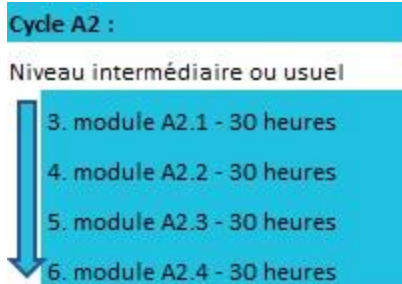 Cycle A2 :
Niveau intermédiaire ou usuel
3. module A2.1 - 30 heures
4. module A2.2 - 30 heures
5. module A2.3 - 30 heures
6. module A2.4 - 30 heures